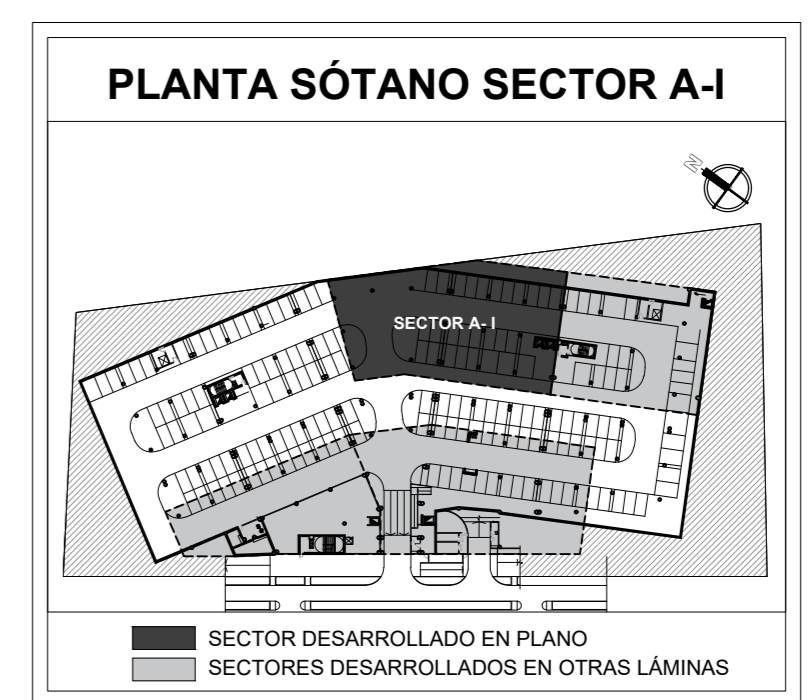 PLANTA SÓTANO SECTOR A-I
N
SECTOR A- I
SECTOR DESARROLLADO EN PLANO
SECTORES DESARROLLADOS EN OTRAS LÁMINAS